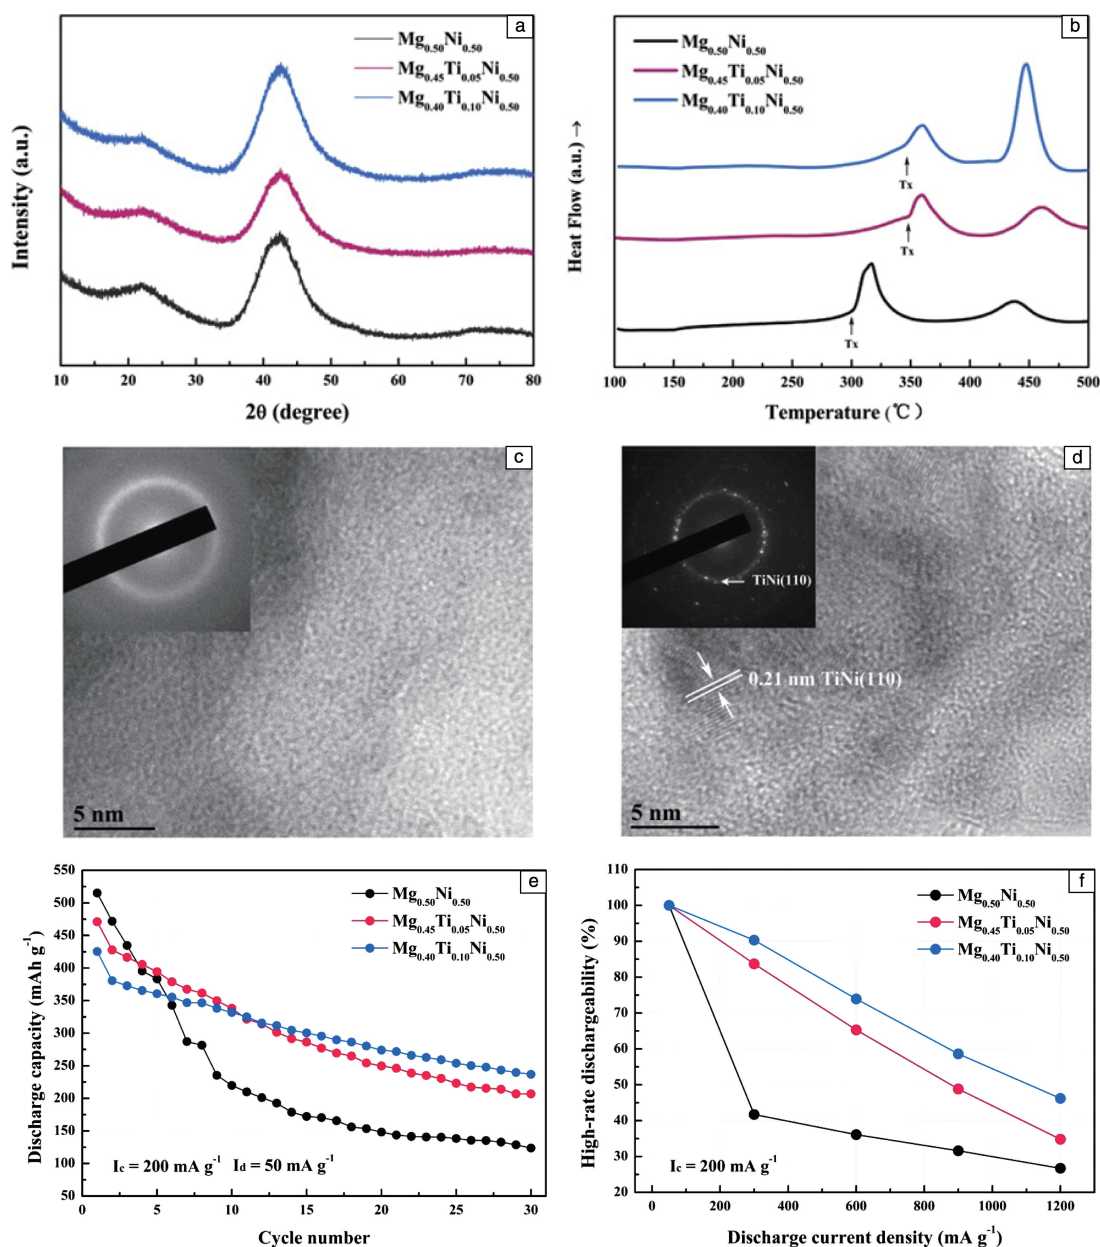 a
Mg0.50Ni0.50
Mg0.45Ti0.05Ni0.50
Mg0.40Ti0.10Ni0.50
Intensity (a.u.)
10 20 30 40 50 60 70 80
2θ (degree)
b
Mg0.50Ni0.50
Mg0.45Ti0.05Ni0.50
Mg0.40Ti0.10Ni0.50
Heat Flow (a.u.) →
Tx
Tx
Tx
100 150 200 250 300 350 400 450 500
Temperature (℃)
c
5 nm
d
TiNi(110)
0.21 nm TiNi(110)
5 nm
e
550
500
450
400
350
300
250
200
150
100
50
Mg0.50Ni0.50
Mg0.45Ti0.05Ni0.50
Mg0.40Ti0.10Ni0.50
Discharge capacity (mAh g-1)
Ic = 200 mA g-1 Id = 50 mA g-1
0 5 10 15 20 25 30
Cycle number
f
110
100
90
80
70
60
50
40
30
20
Mg0.50Ni0.50
Mg0.45Ti0.05Ni0.50
Mg0.40Ti0.10Ni0.50
High-rate dischargeability (%)
Ic = 200 mA g-1
0 200 400 600 800 1000 1200
Discharge current density (mA g-1)